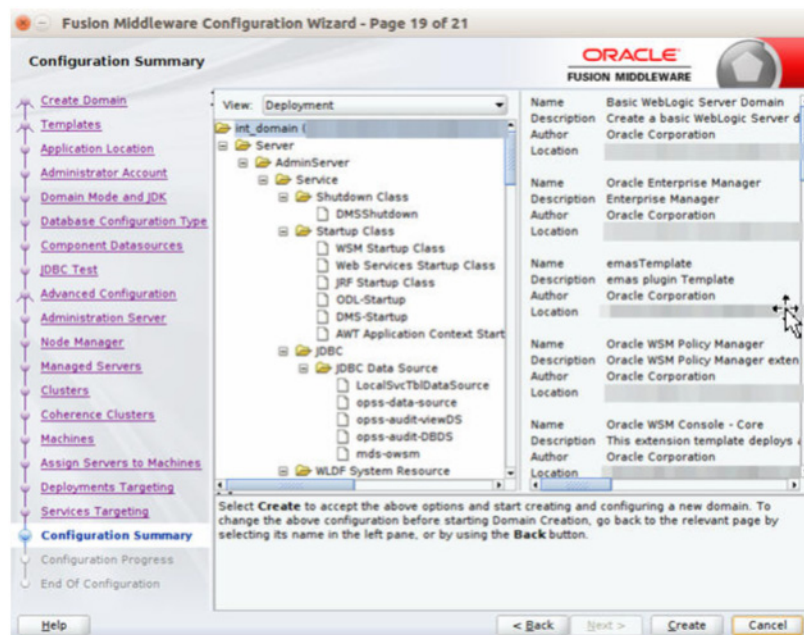 Fusion Middleware Configuration Wizard - Page 19 of 21
Configuration Summary
ORACLE
FUSION MIDDLEWARE
Create Domain
Templates
Application Location
Administrator Account
Domain Mode and JDK
Database Configuration Type
Component Datasources
JDBC Test
Advanced Configuration
Administration Server
Node Manager
Managed Servers
Clusters
Coherence Clusters
Machines
Assign Servers to Machines
Deployments Targeting
Services Targeting
Configuration Summary
Configuration Progress
End Of Configuration
View: Deployment
int_domain (
Server
AdminServer
Service
Shutdown Class
DMSShutdown
Startup Class
WSM Startup Class
Web Services Startup Class
JRF Startup Class
ODL-Startup
DMS-Startup
AWT Application Context Start
JDBC
JDBC Data Source
LocalSvcTblDataSource
opss-data-source
opss-audit-viewDS
opss-audit-DBDS
mds-owsm
WLDF System Resource
Name Basic WebLogic Server Domain
Description Create a basic WebLogic Server d
Author Oracle Corporation
Location
Name Oracle Enterprise Manager
Description Enterprise Manager
Author Oracle Corporation
Location
Name emasTemplate
Description emas plugin Template
Author Oracle Corporation
Location
Name Oracle WSM Policy Manager
Description Oracle WSM Policy Manager exten
Author Oracle Corporation
Location
Name Oracle WSM Console - Core
Description This extension template deploys
Author Oracle Corporation
Location
Select Create to accept the above options and start creating and configuring a new domain. To
change the above configuration before starting Domain Creation, go back to the relevant page by
selecting its name in the left pane, or by using the Back button.
Help
< Back
Next >
Create
Cancel